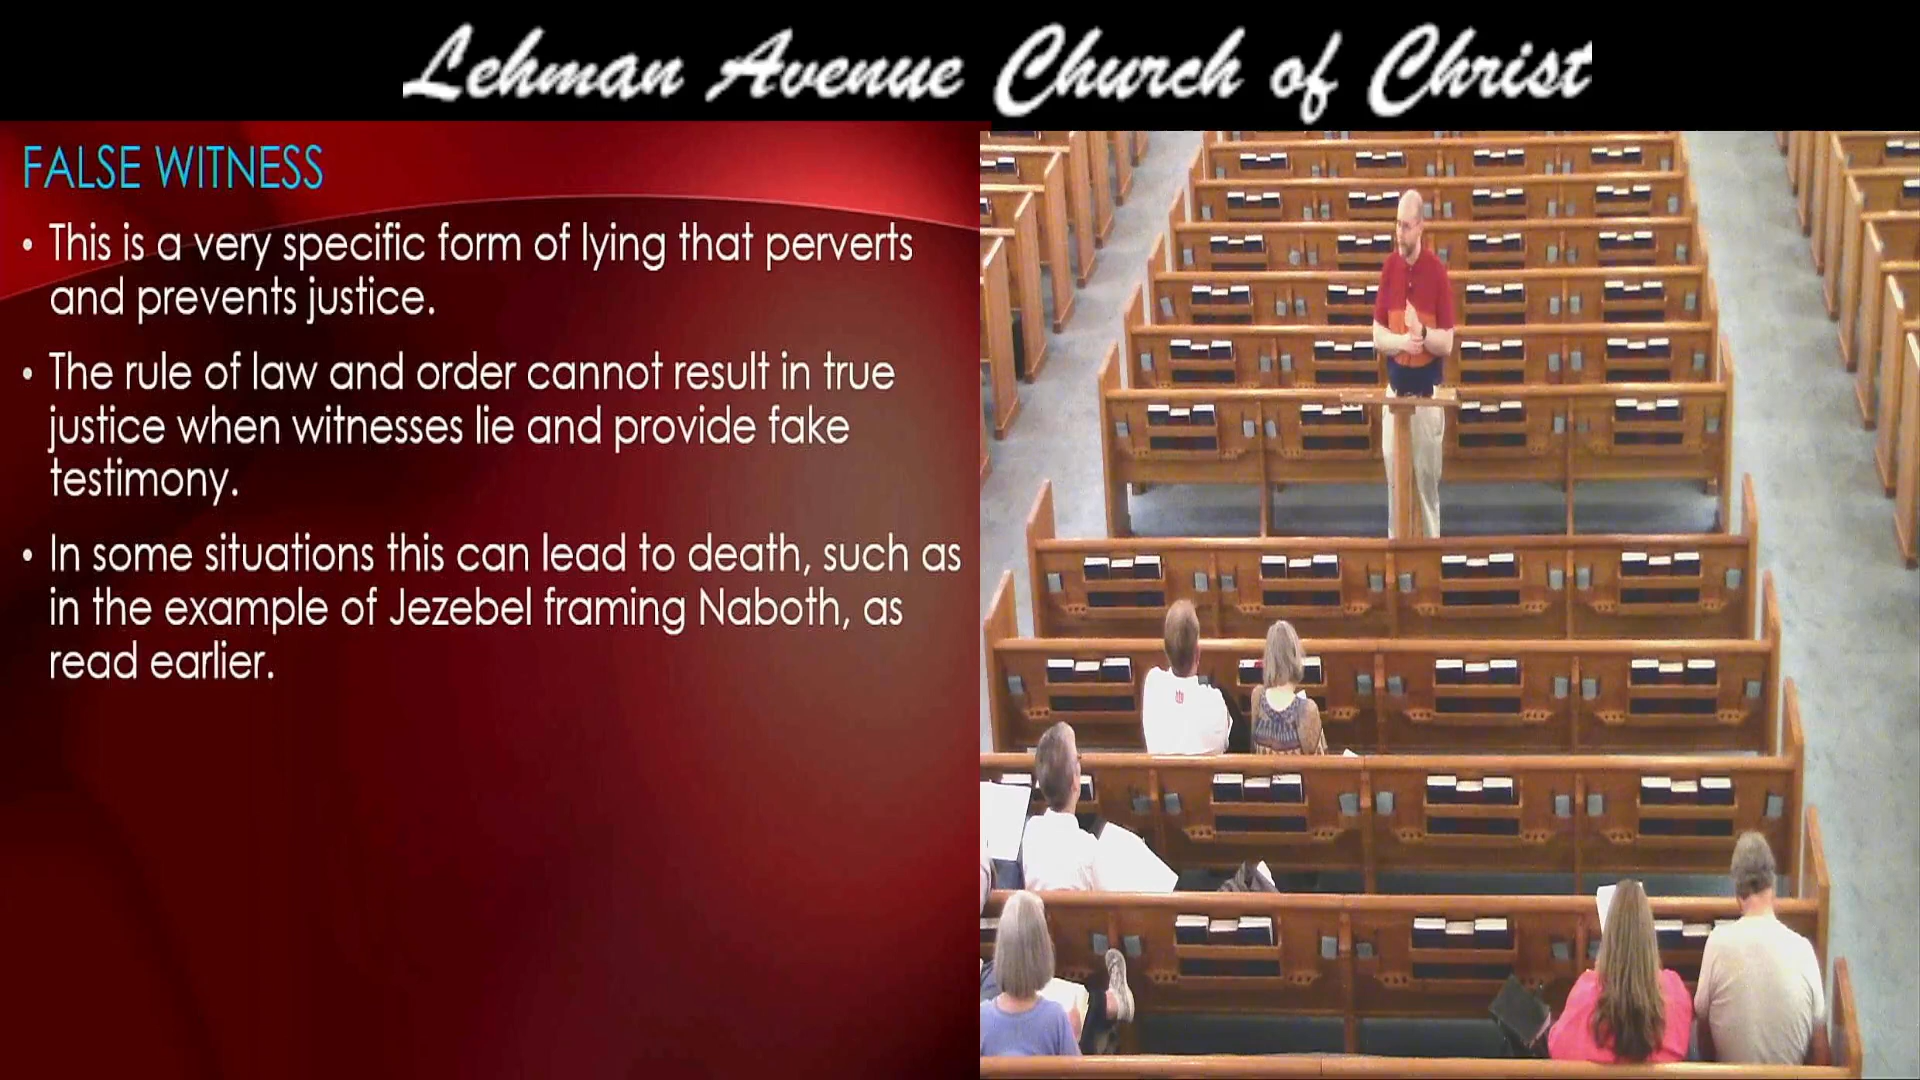 Lehman Avenue Church of Christ
FALSE WITNESS
• This is a very specific form of lying that perverts
and prevents justice.
• The rule of law and order cannot result in true
justice when witnesses lie and provide fake
testimony.
• In some situations this can lead to death, such as
in the example of Jezebel framing Naboth, as
read earlier.